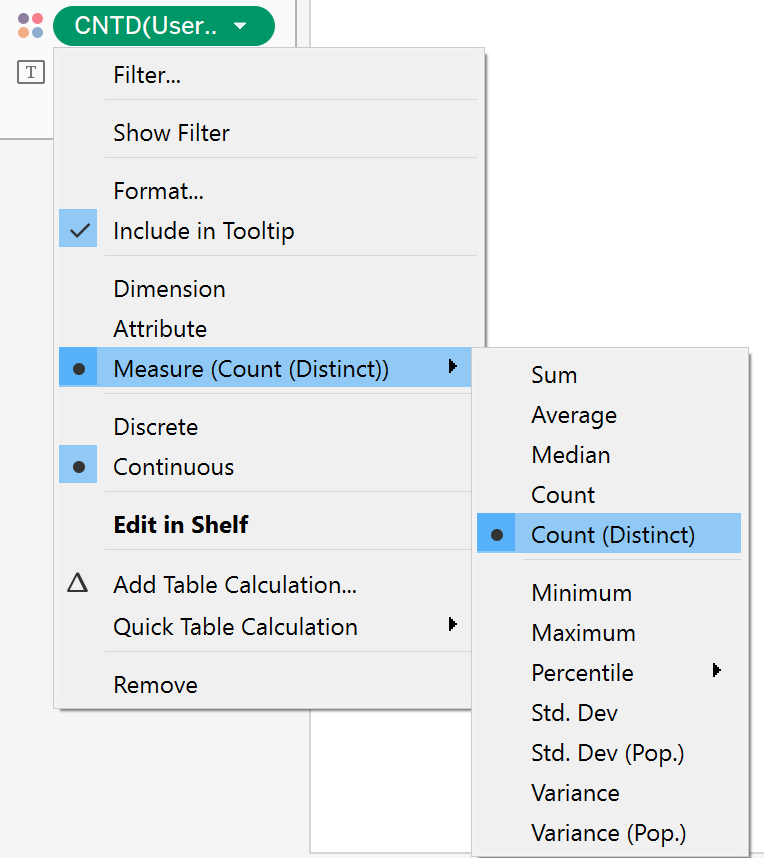 CNTD(User..
T
Filter...
Show Filter
Format...
Include in Tooltip
Dimension
Attribute
Measure (Count (Distinct))
Discrete
Continuous
Edit in Shelf
Add Table Calculation...
Quick Table Calculation
Remove
Sum
Average
Median
Count
Count (Distinct)
Minimum
Maximum
Percentile
Std. Dev
Std. Dev (Pop.)
Variance
Variance (Pop.)